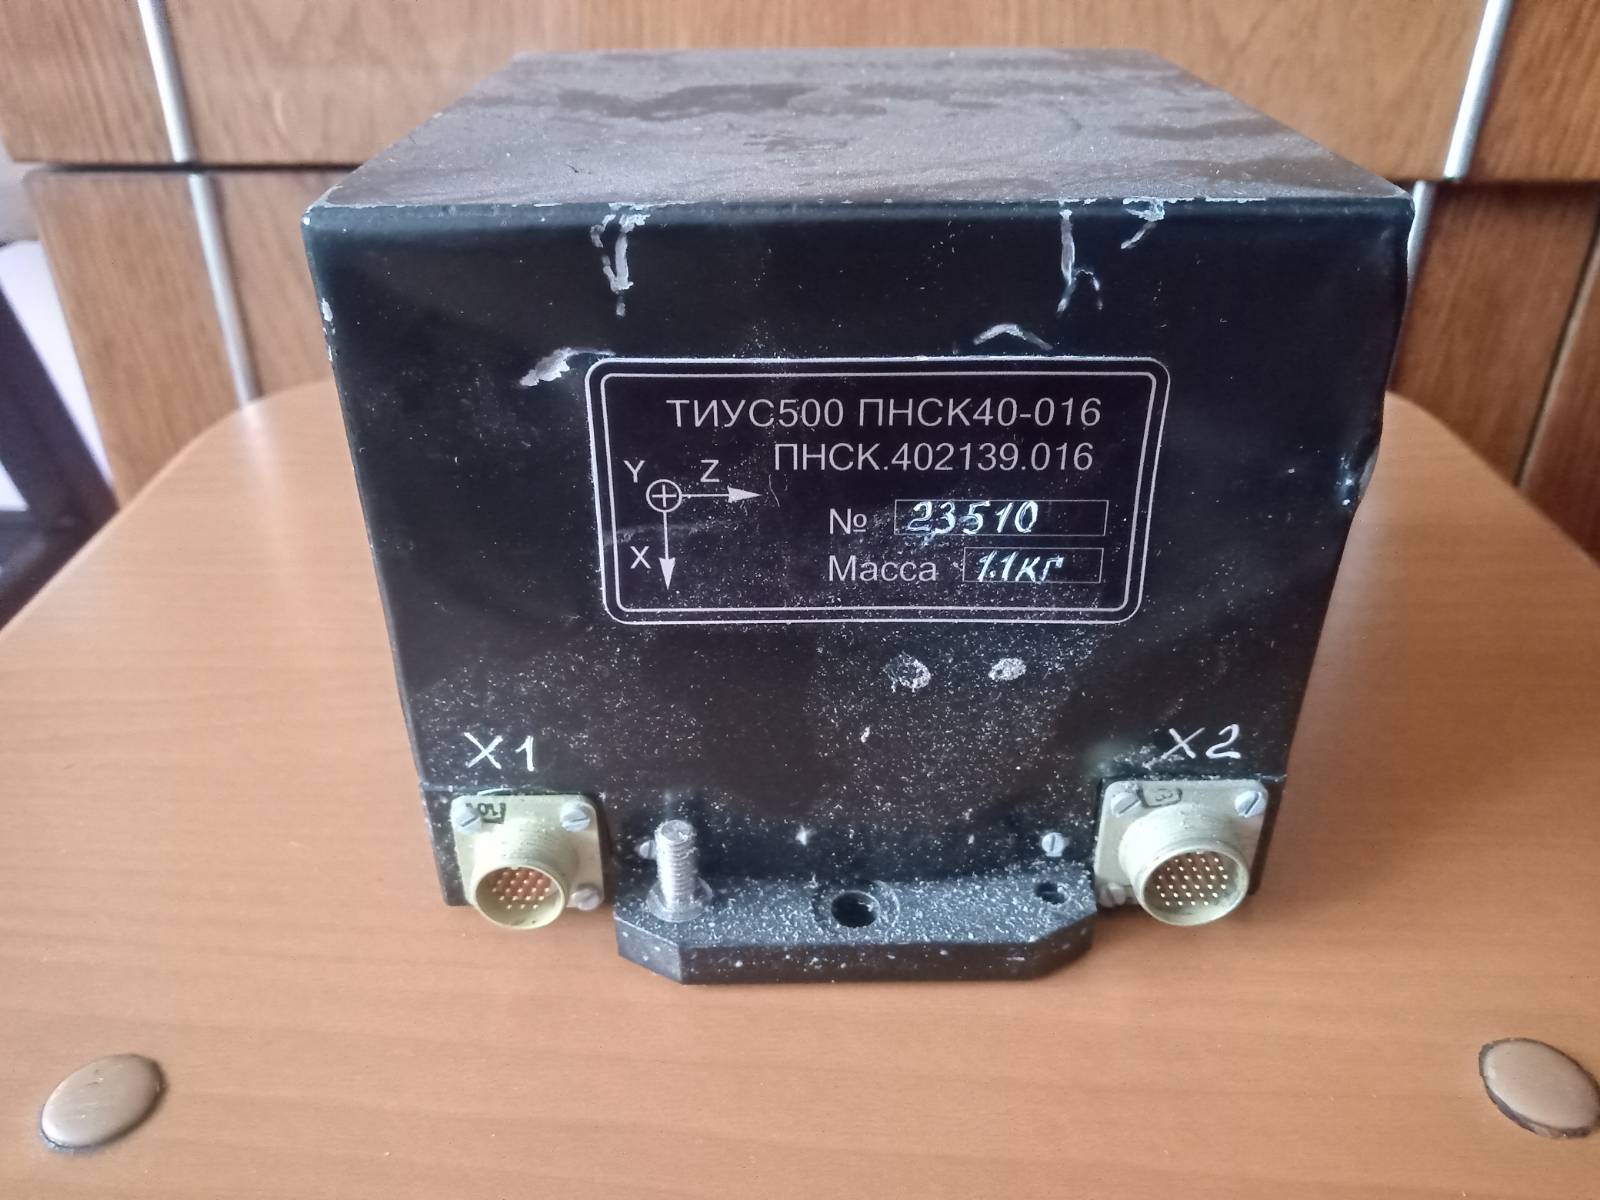 ТИУС500 ПНСК40-016
ПНСК.402139.016
Y Z
X
№ 23510
Масса 1.1кг
X1 X2